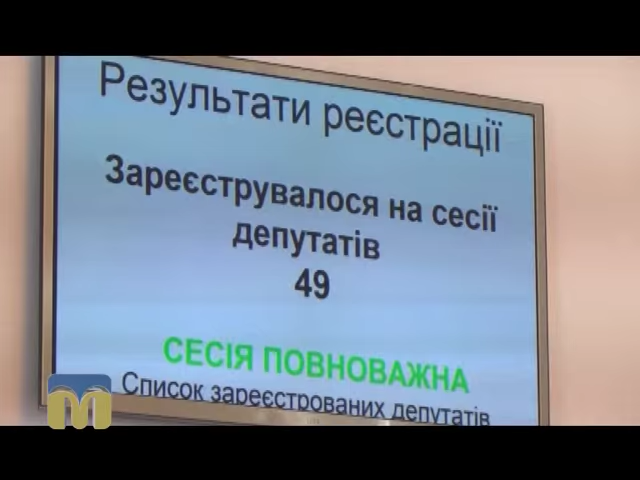 Результати реєстрації
Зареєструвалося на сесії
депутатів
49
СЕСІЯ ПОВНОВАЖНА
Список зареєстрованих депутатів
М